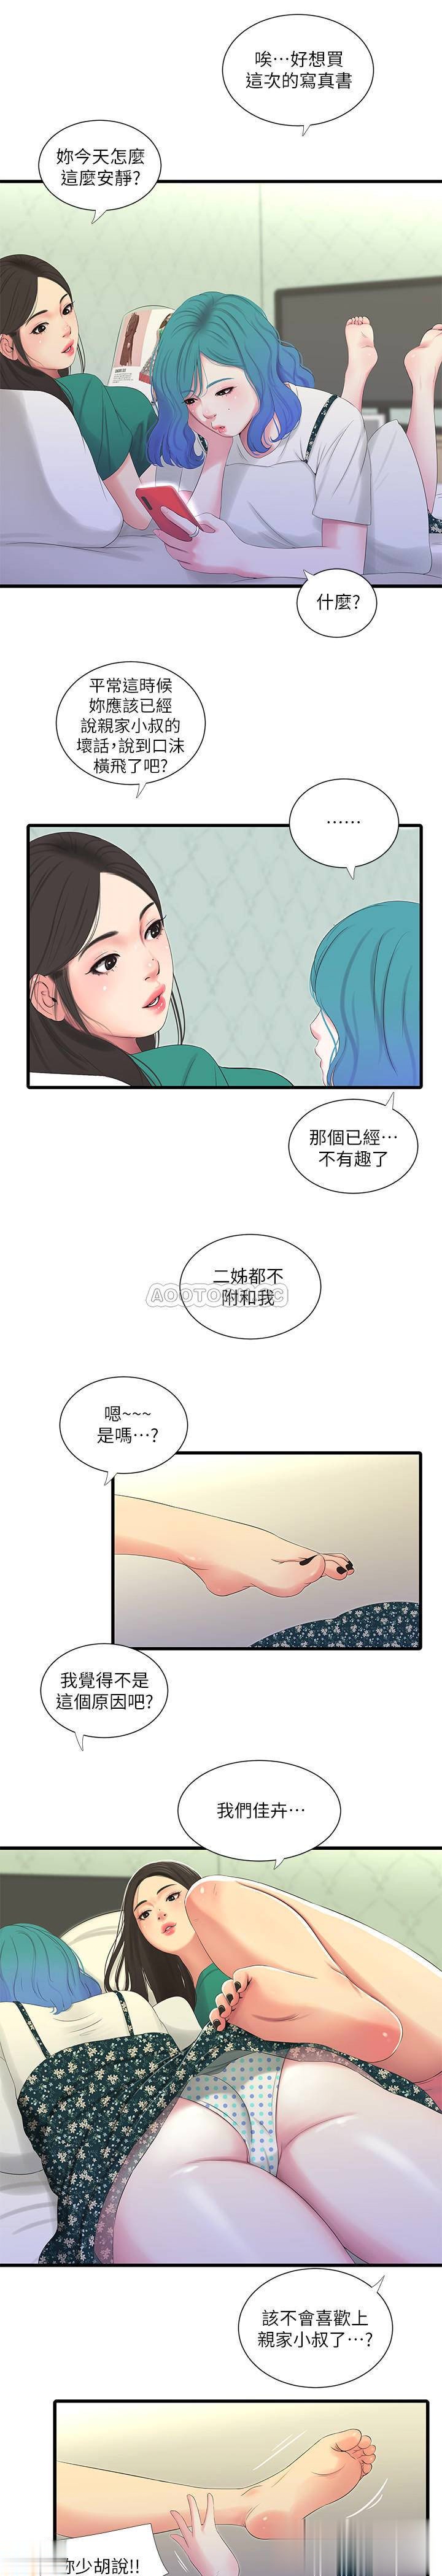 唉⋯好想買
這次的寫真書
妳今天怎麼
這麼安靜?
什麼?
平常這時候
妳應該已經
說親家小叔的
壞話，說到口沫
橫飛了吧?
⋯⋯
那個已經⋯
不有趣了
二姊都不
附和我
嗯~~~
是嗎⋯?
我覺得不是
這個原因吧?
我們佳卉⋯
該不會喜歡上
親家小叔了⋯?
妳少胡說!!